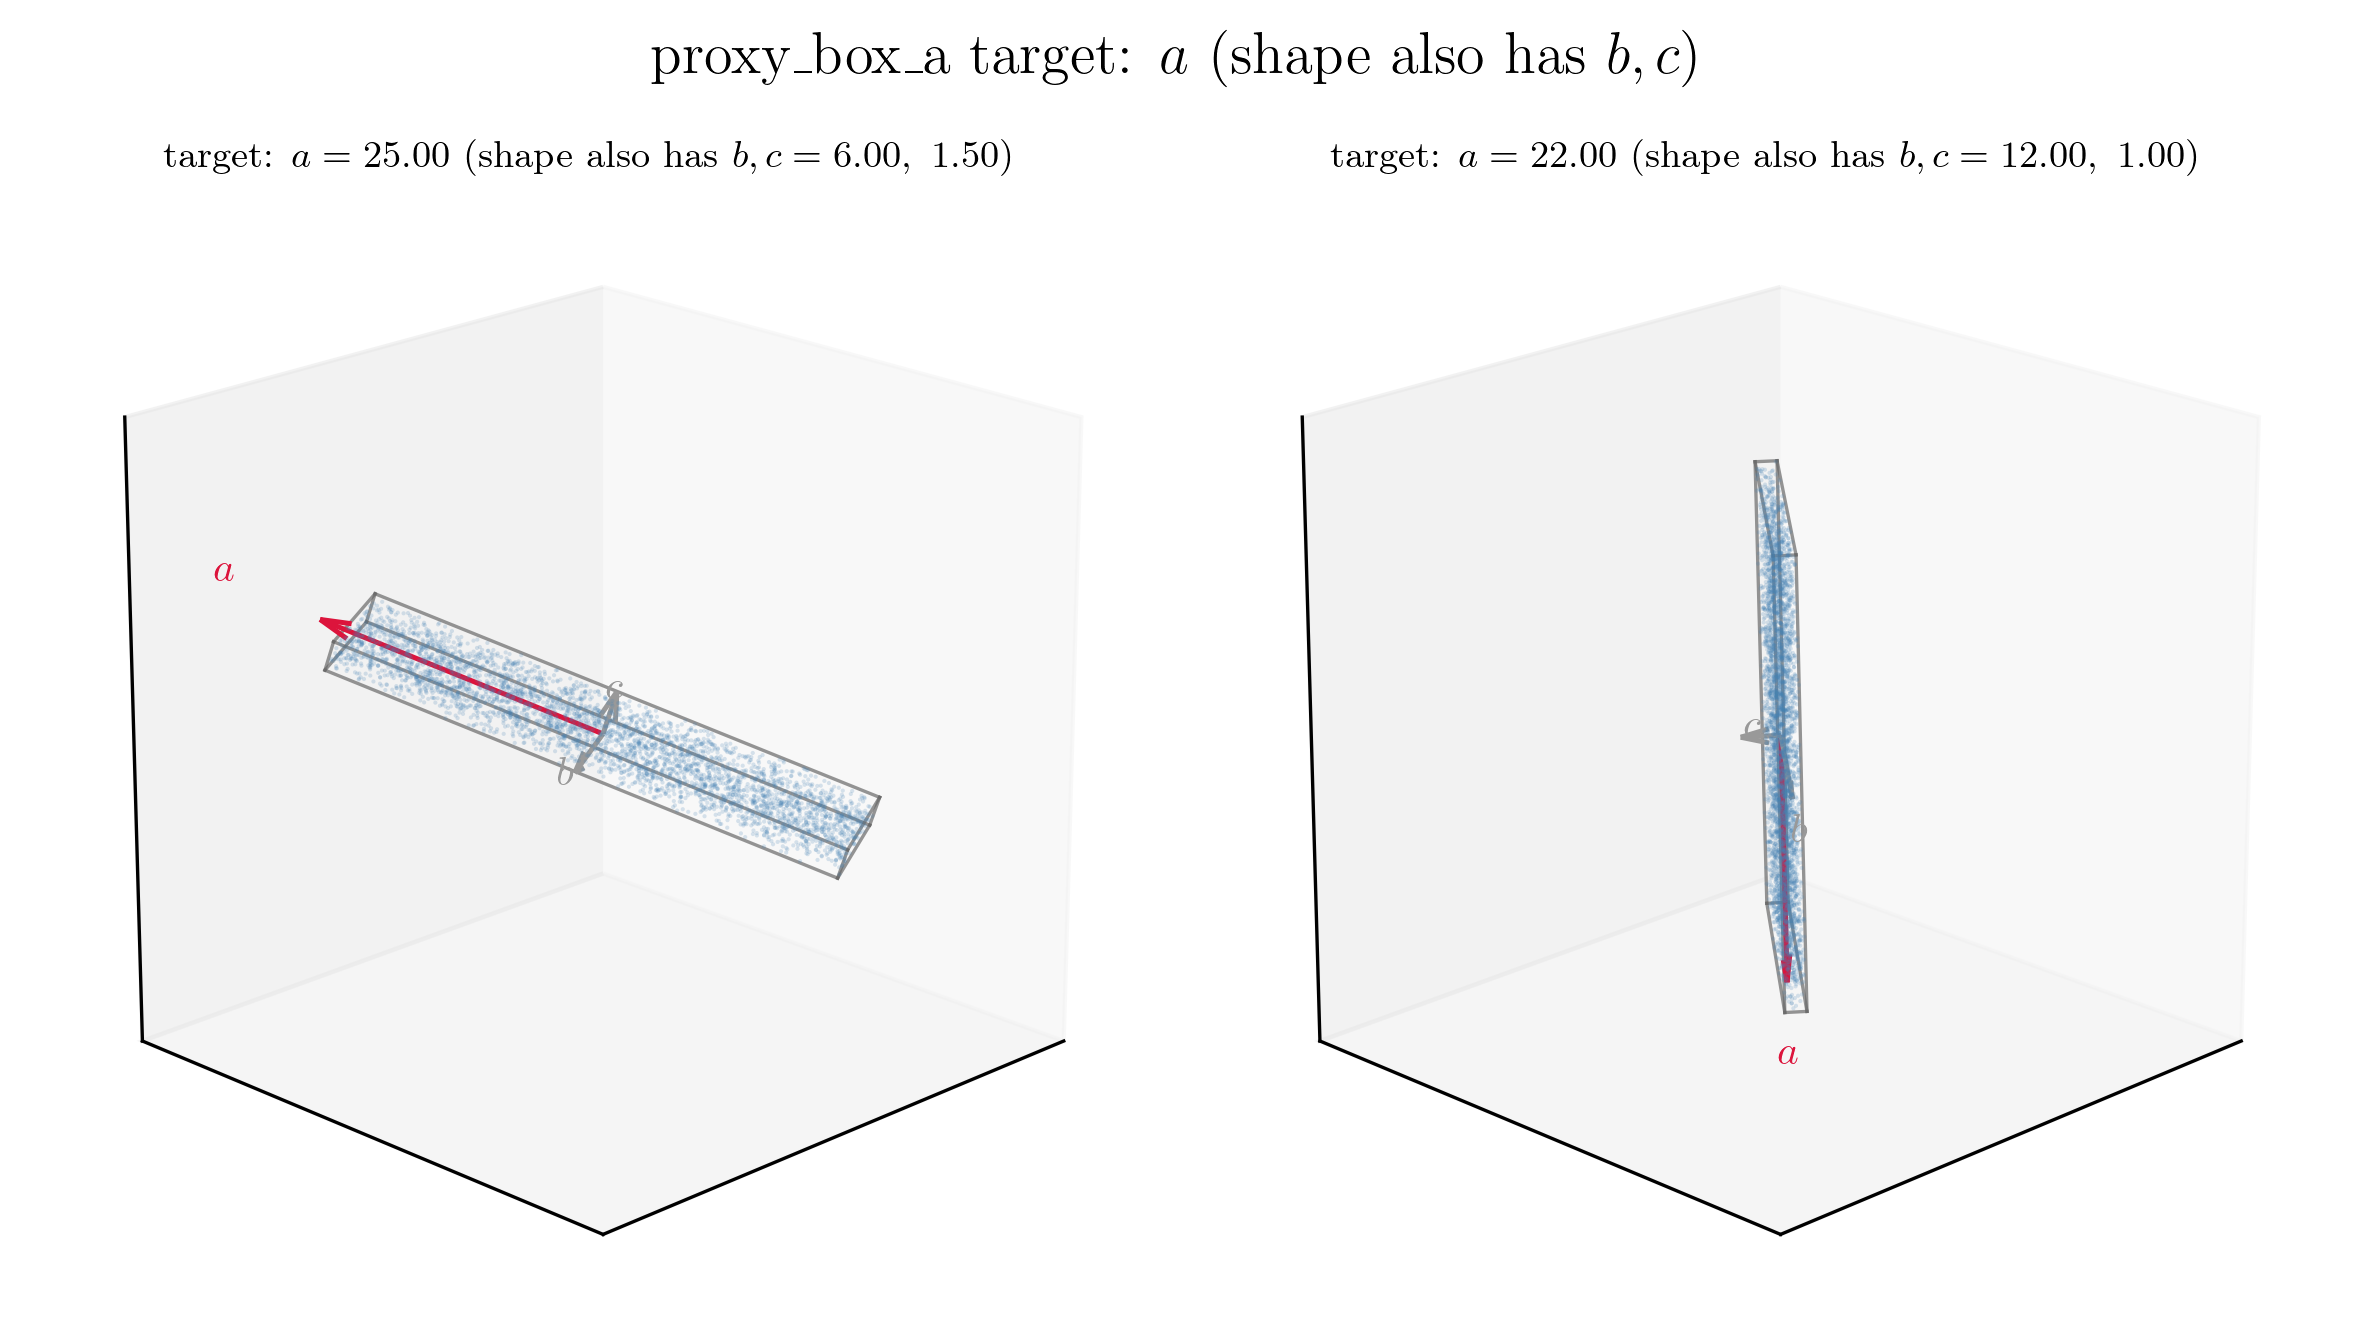 proxy_box_a target: a (shape also has b, c)
target: a = 25.00 (shape also has b, c = 6.00, 1.50)
target: a = 22.00 (shape also has b, c = 12.00, 1.00)
a
c
b
c
b
a